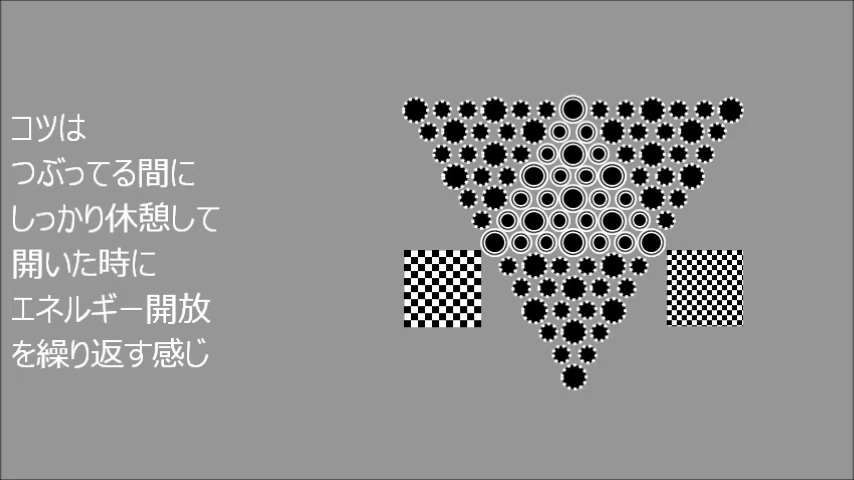 コツは
つぶってる間に
しっかり休憩して
開いた時に
エネルギー開放
を繰り返す感じ